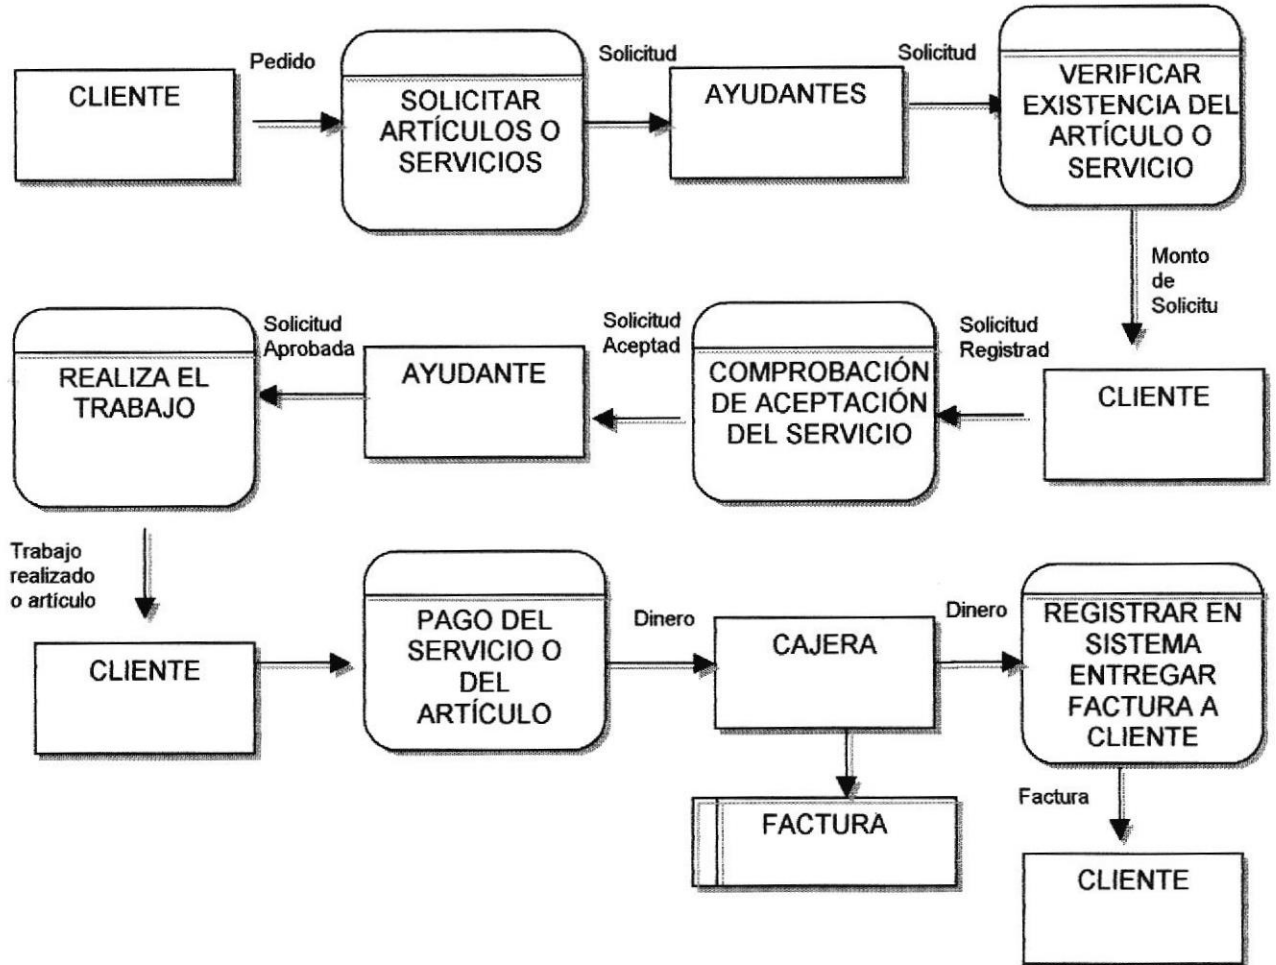 Pedido
Solicitud
Solicitud
CLIENTE
SOLICITAR
ARTÍCULOS O
SERVICIOS
AYUDANTES
VERIFICAR
EXISTENCIA DEL
ARTÍCULO O
SERVICIO
Monto
de
Solicitu
REALIZA EL
TRABAJO
Solicitud
Aprobada
AYUDANTE
Solicitud
Aceptad
COMPROBACIÓN
DE ACEPTACIÓN
DEL SERVICIO
Solicitud
Registrad
CLIENTE
Trabajo
realizado
o artículo
CLIENTE
PAGO DEL
SERVICIO O
DEL
ARTÍCULO
Dinero
CAJERA
Dinero
REGISTRAR EN
SISTEMA
ENTREGAR
FACTURA A
CLIENTE
FACTURA
Factura
CLIENTE